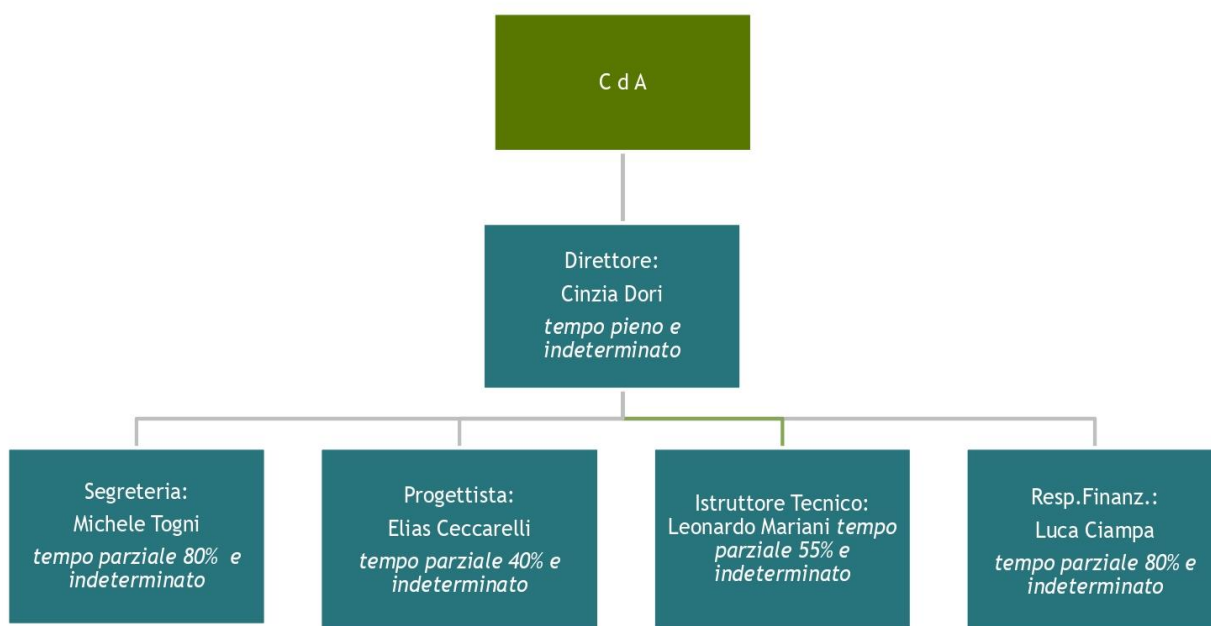 C d A
Direttore:
Cinzia Dori
tempo pieno e
indeterminato
Segreteria:
Michele Togni
tempo parziale 80% e
indeterminato
Progettista:
Elias Ceccarelli
tempo parziale 40% e
indeterminato
Istruttore Tecnico:
Leonardo Mariani tempo
parziale 55% e
indeterminato
Resp.Finanz.:
Luca Ciampa
tempo parziale 80% e
indeterminato